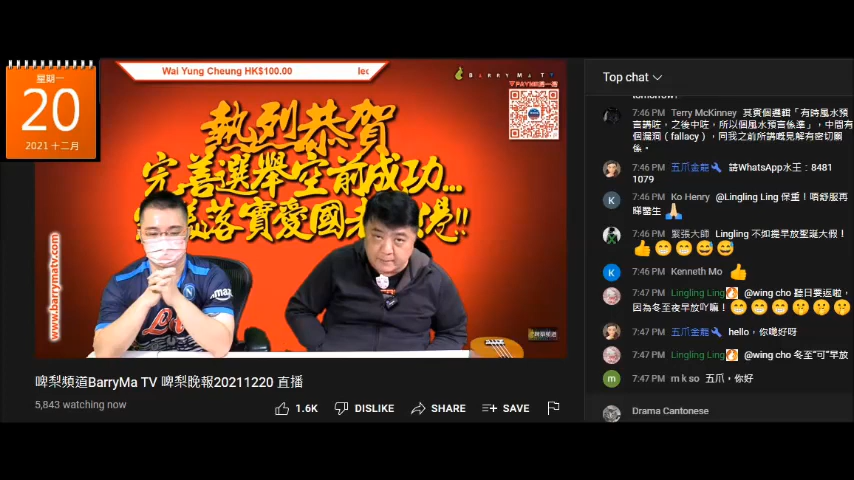 星期一
20
2021 十二月
Wai Yung Cheung HK$100.00
BARRY MA TV
熱烈恭賀
完善選舉空前成功...
落實愛國
港!!
www.barrymatv.com
啤梨頻道BarryMa TV 啤梨晚報20211220 直播
5,843 watching now
1.6K
DISLIKE
SHARE
SAVE
Top chat
7:46 PM Terry McKinney 其實個邏輯「有時風水預
言講咗，之後中咗，所以個風水預言係準」，中間有
個漏洞 (fallacy)，同我之前所講嘅見解有密切關
係。
7:46 PM 五爪金龍 請WhatsApp水王：8481
1079
7:46 PM Ko Henry @Lingling Ling 保重！唔舒服再
睇醫生
7:46 PM 緊張大師 Lingling 不如提早放聖誕大假！
7:46 PM Kenneth Mo
7:47 PM Lingling Ling @wing cho 聽日要返啦，
因為冬至夜早放吖嘛！
7:47 PM 五爪金龍 hello，你哋好呀
7:47 PM Lingling Ling @wing cho 冬至“可”早放
7:47 PM m k so 五爪，你好
Drama Cantonese